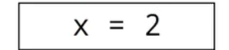 x = 2